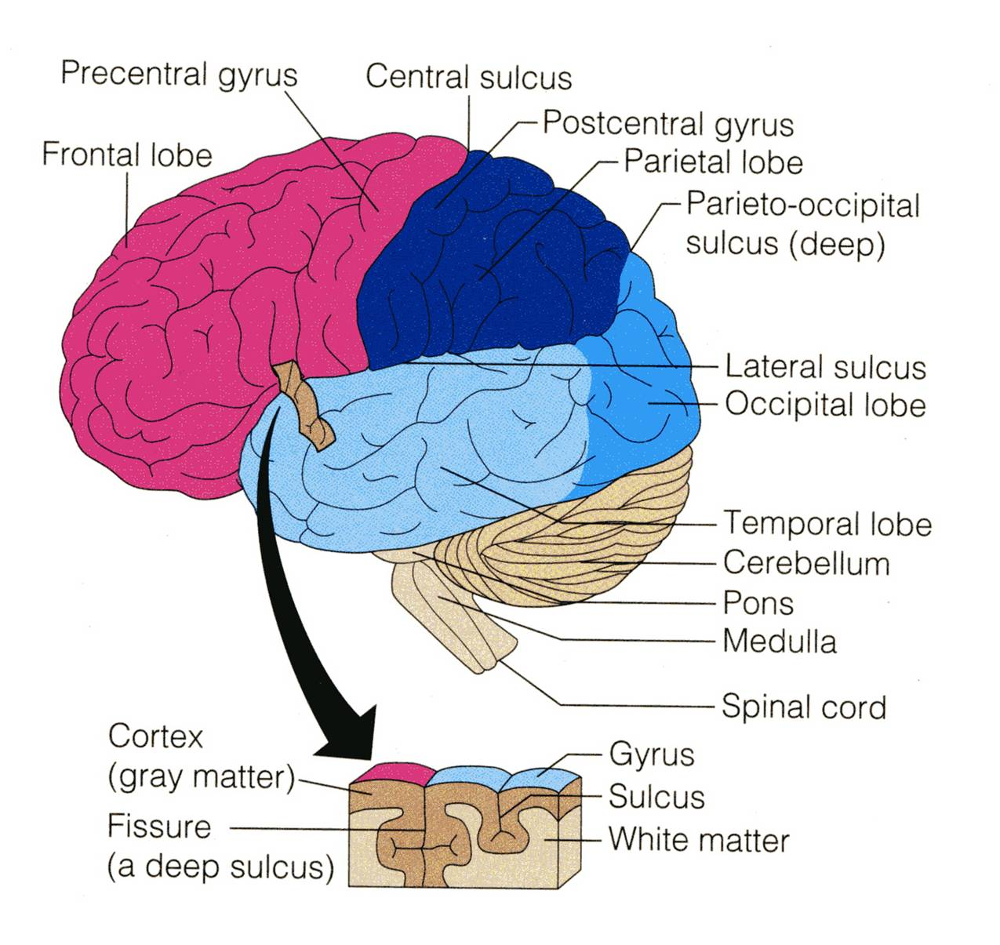 Precentral gyrus
Central sulcus
Postcentral gyrus
Frontal lobe
Parietal lobe
Parieto-occipital
sulcus (deep)
Lateral sulcus
Occipital lobe
Temporal lobe
Cerebellum
Pons
Medulla
Spinal cord
Cortex
(gray matter)
Fissure
(a deep sulcus)
Gyrus
Sulcus
White matter